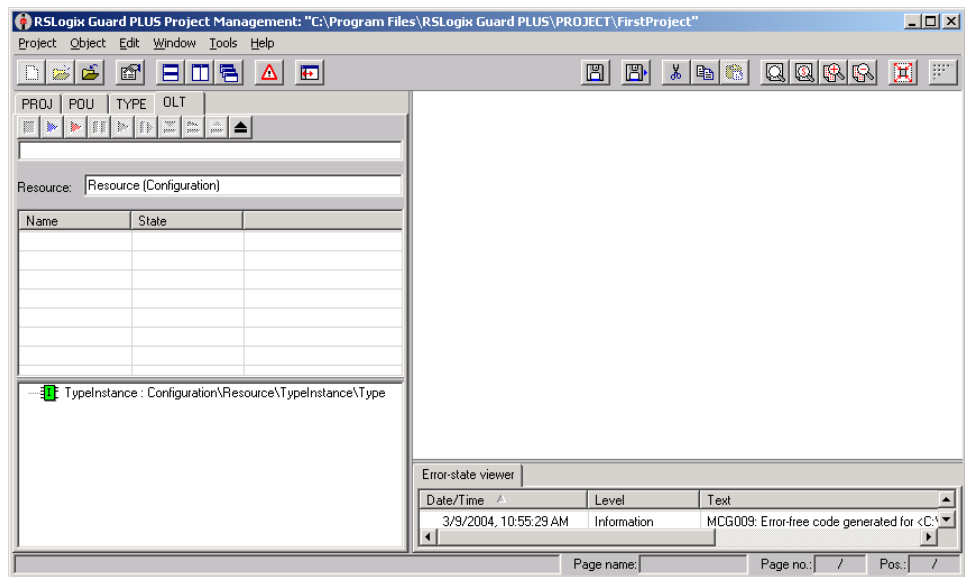 RSLogix Guard PLUS Project Management: "C:\Program Files\RSLogix Guard PLUS\PROJECT\FirstProject"
Project Object Edit Window Tools Help
PROJ POU TYPE OLT
Resource: Resource (Configuration)
Name State
TypeInstance : Configuration\Resource\TypeInstance\Type
Error-state viewer
Date/Time Level Text
3/9/2004, 10:55:29 AM Information MCG009: Error-free code generated for <C:\
Page name: Page no.: / Pos.: /